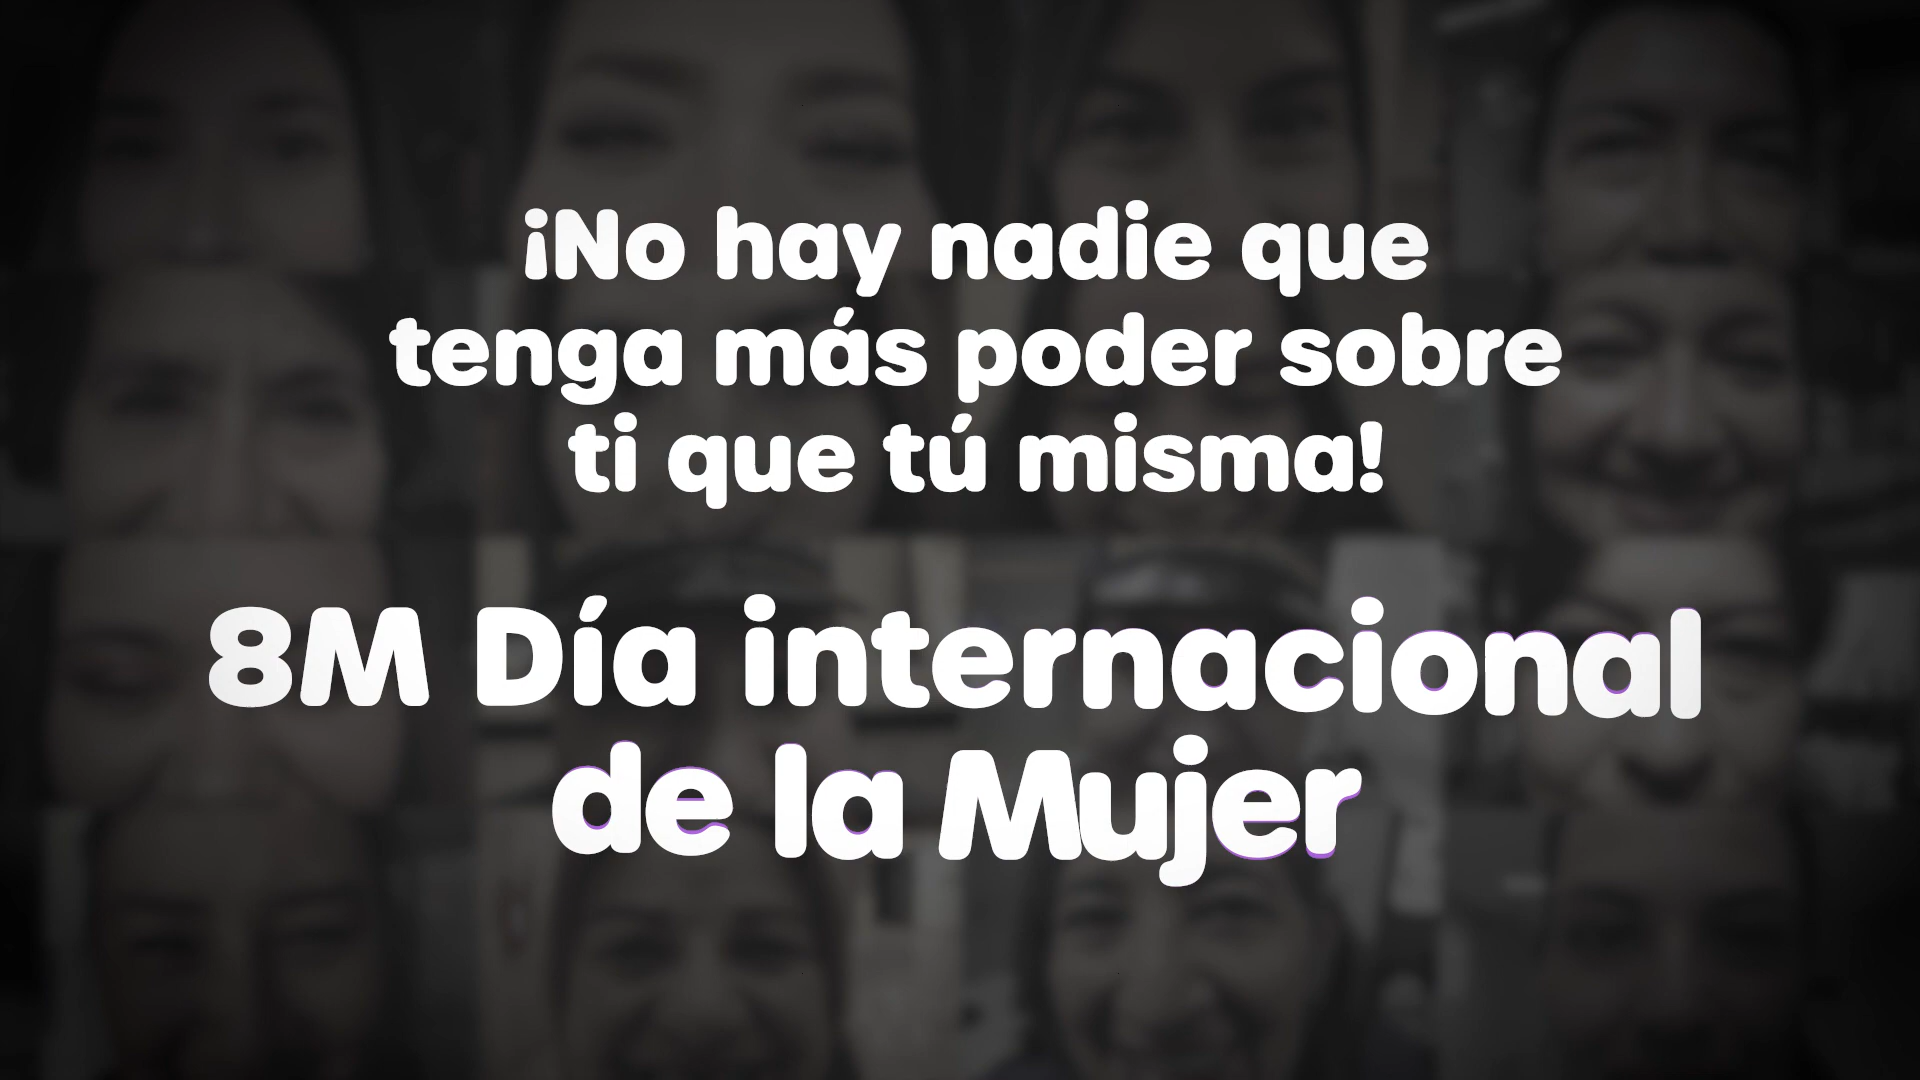 ¡No hay nadie que
tenga más poder sobre
ti que tú misma!
8M Día internacional
de la Mujer